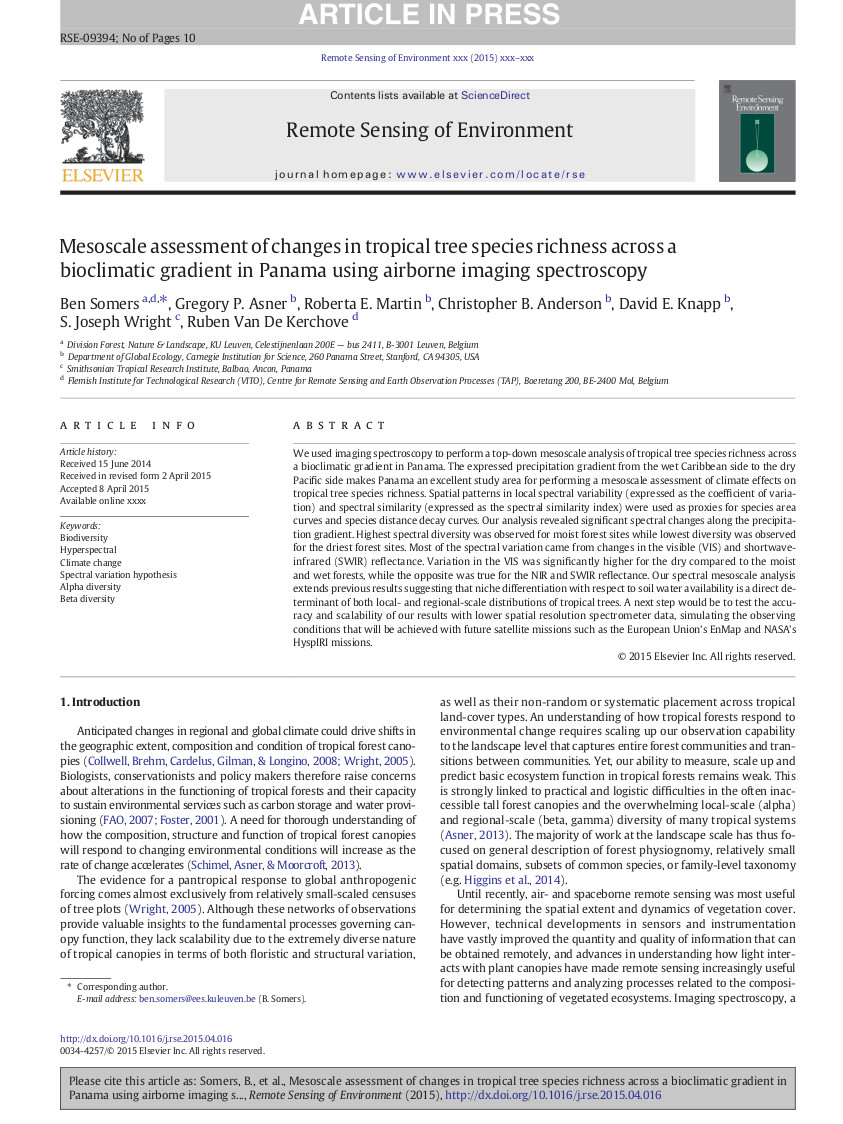 ARTICLE IN PRESS
RSE-09394; No of Pages 10
Remote Sensing of Environment xxx (2015) xxx–xxx
Contents lists available at ScienceDirect
Remote Sensing of Environment
journal homepage: www.elsevier.com/locate/rse
ELSEVIER
Remote Sensing
Environment
Mesoscale assessment of changes in tropical tree species richness across a
bioclimatic gradient in Panama using airborne imaging spectroscopy
Ben Somers a,d,*, Gregory P. Asner b, Roberta E. Martin b, Christopher B. Anderson b, David E. Knapp b,
S. Joseph Wright c, Ruben Van De Kerchove d
a Division Forest, Nature & Landscape, KU Leuven, Celestijnenlaan 200E — bus 2411, B-3001 Leuven, Belgium
b Department of Global Ecology, Carnegie Institution for Science, 260 Panama Street, Stanford, CA 94305, USA
c Smithsonian Tropical Research Institute, Balbao, Ancon, Panama
d Flemish Institute for Technological Research (VITO), Centre for Remote Sensing and Earth Observation Processes (TAP), Boeretang 200, BE-2400 Mol, Belgium
ARTICLE INFO
Article history:
Received 15 June 2014
Received in revised form 2 April 2015
Accepted 8 April 2015
Available online xxxx
Keywords:
Biodiversity
Hyperspectral
Climate change
Spectral variation hypothesis
Alpha diversity
Beta diversity
ABSTRACT
We used imaging spectroscopy to perform a top-down mesoscale analysis of tropical tree species richness across
a bioclimatic gradient in Panama. The expressed precipitation gradient from the wet Caribbean side to the dry
Pacific side makes Panama an excellent study area for performing a mesoscale assessment of climate effects on
tropical tree species richness. Spatial patterns in local spectral variability (expressed as the coefficient of varia-
tion) and spectral similarity (expressed as the spectral similarity index) were used as proxies for species area
curves and species distance decay curves. Our analysis revealed significant spectral changes along the precipita-
tion gradient. Highest spectral diversity was observed for moist forest sites while lowest diversity was observed
for the driest forest sites. Most of the spectral variation came from changes in the visible (VIS) and shortwave-
infrared (SWIR) reflectance. Variation in the VIS was significantly higher for the dry compared to the moist
and wet forests, while the opposite was true for the NIR and SWIR reflectance. Our spectral mesoscale analysis
extends previous results suggesting that niche differentiation with respect to soil water availability is a direct de-
terminant of both local- and regional-scale distributions of tropical trees. A next step would be to test the accu-
racy and scalability of our results with lower spatial resolution spectrometer data, simulating the observing
conditions that will be achieved with future satellite missions such as the European Union's EnMap and NASA's
HyspIRI missions.
© 2015 Elsevier Inc. All rights reserved.
1. Introduction
Anticipated changes in regional and global climate could drive shifts in
the geographic extent, composition and condition of tropical forest cano-
pies (Collwell, Brehm, Cardelus, Gilman, & Longino, 2008; Wright, 2005).
Biologists, conservationists and policy makers therefore raise concerns
about alterations in the functioning of tropical forests and their capacity
to sustain environmental services such as carbon storage and water provi-
sioning (FAO, 2007; Foster, 2001). A need for thorough understanding of
how the composition, structure and function of tropical forest canopies
will respond to changing environmental conditions will increase as the
rate of change accelerates (Schimel, Asner, & Moorcroft, 2013).
The evidence for a pantropical response to global anthropogenic
forcing comes almost exclusively from relatively small-scaled censuses
of tree plots (Wright, 2005). Although these networks of observations
provide valuable insights to the fundamental processes governing can-
opy function, they lack scalability due to the extremely diverse nature
of tropical canopies in terms of both floristic and structural variation,
as well as their non-random or systematic placement across tropical
land-cover types. An understanding of how tropical forests respond to
environmental change requires scaling up our observation capability
to the landscape level that captures entire forest communities and tran-
sitions between communities. Yet, our ability to measure, scale up and
predict basic ecosystem function in tropical forests remains weak. This
is strongly linked to practical and logistic difficulties in the often inac-
cessible tall forest canopies and the overwhelming local-scale (alpha)
and regional-scale (beta, gamma) diversity of many tropical systems
(Asner, 2013). The majority of work at the landscape scale has thus fo-
cused on general description of forest physiognomy, relatively small
spatial domains, subsets of common species, or family-level taxonomy
(e.g. Higgins et al., 2014).
Until recently, air- and spaceborne remote sensing was most useful
for determining the spatial extent and dynamics of vegetation cover.
However, technical developments in sensors and instrumentation
have vastly improved the quantity and quality of information that can
be obtained remotely, and advances in understanding how light inter-
acts with plant canopies have made remote sensing increasingly useful
for detecting patterns and analyzing processes related to the composi-
tion and functioning of vegetated ecosystems. Imaging spectroscopy, a
* Corresponding author.
E-mail address: ben.somers@ees.kuleuven.be (B. Somers).
http://dx.doi.org/10.1016/j.rse.2015.04.016
0034-4257/© 2015 Elsevier Inc. All rights reserved.
Please cite this article as: Somers, B., et al., Mesoscale assessment of changes in tropical tree species richness across a bioclimatic gradient in
Panama using airborne imaging s..., Remote Sensing of Environment (2015), http://dx.doi.org/10.1016/j.rse.2015.04.016